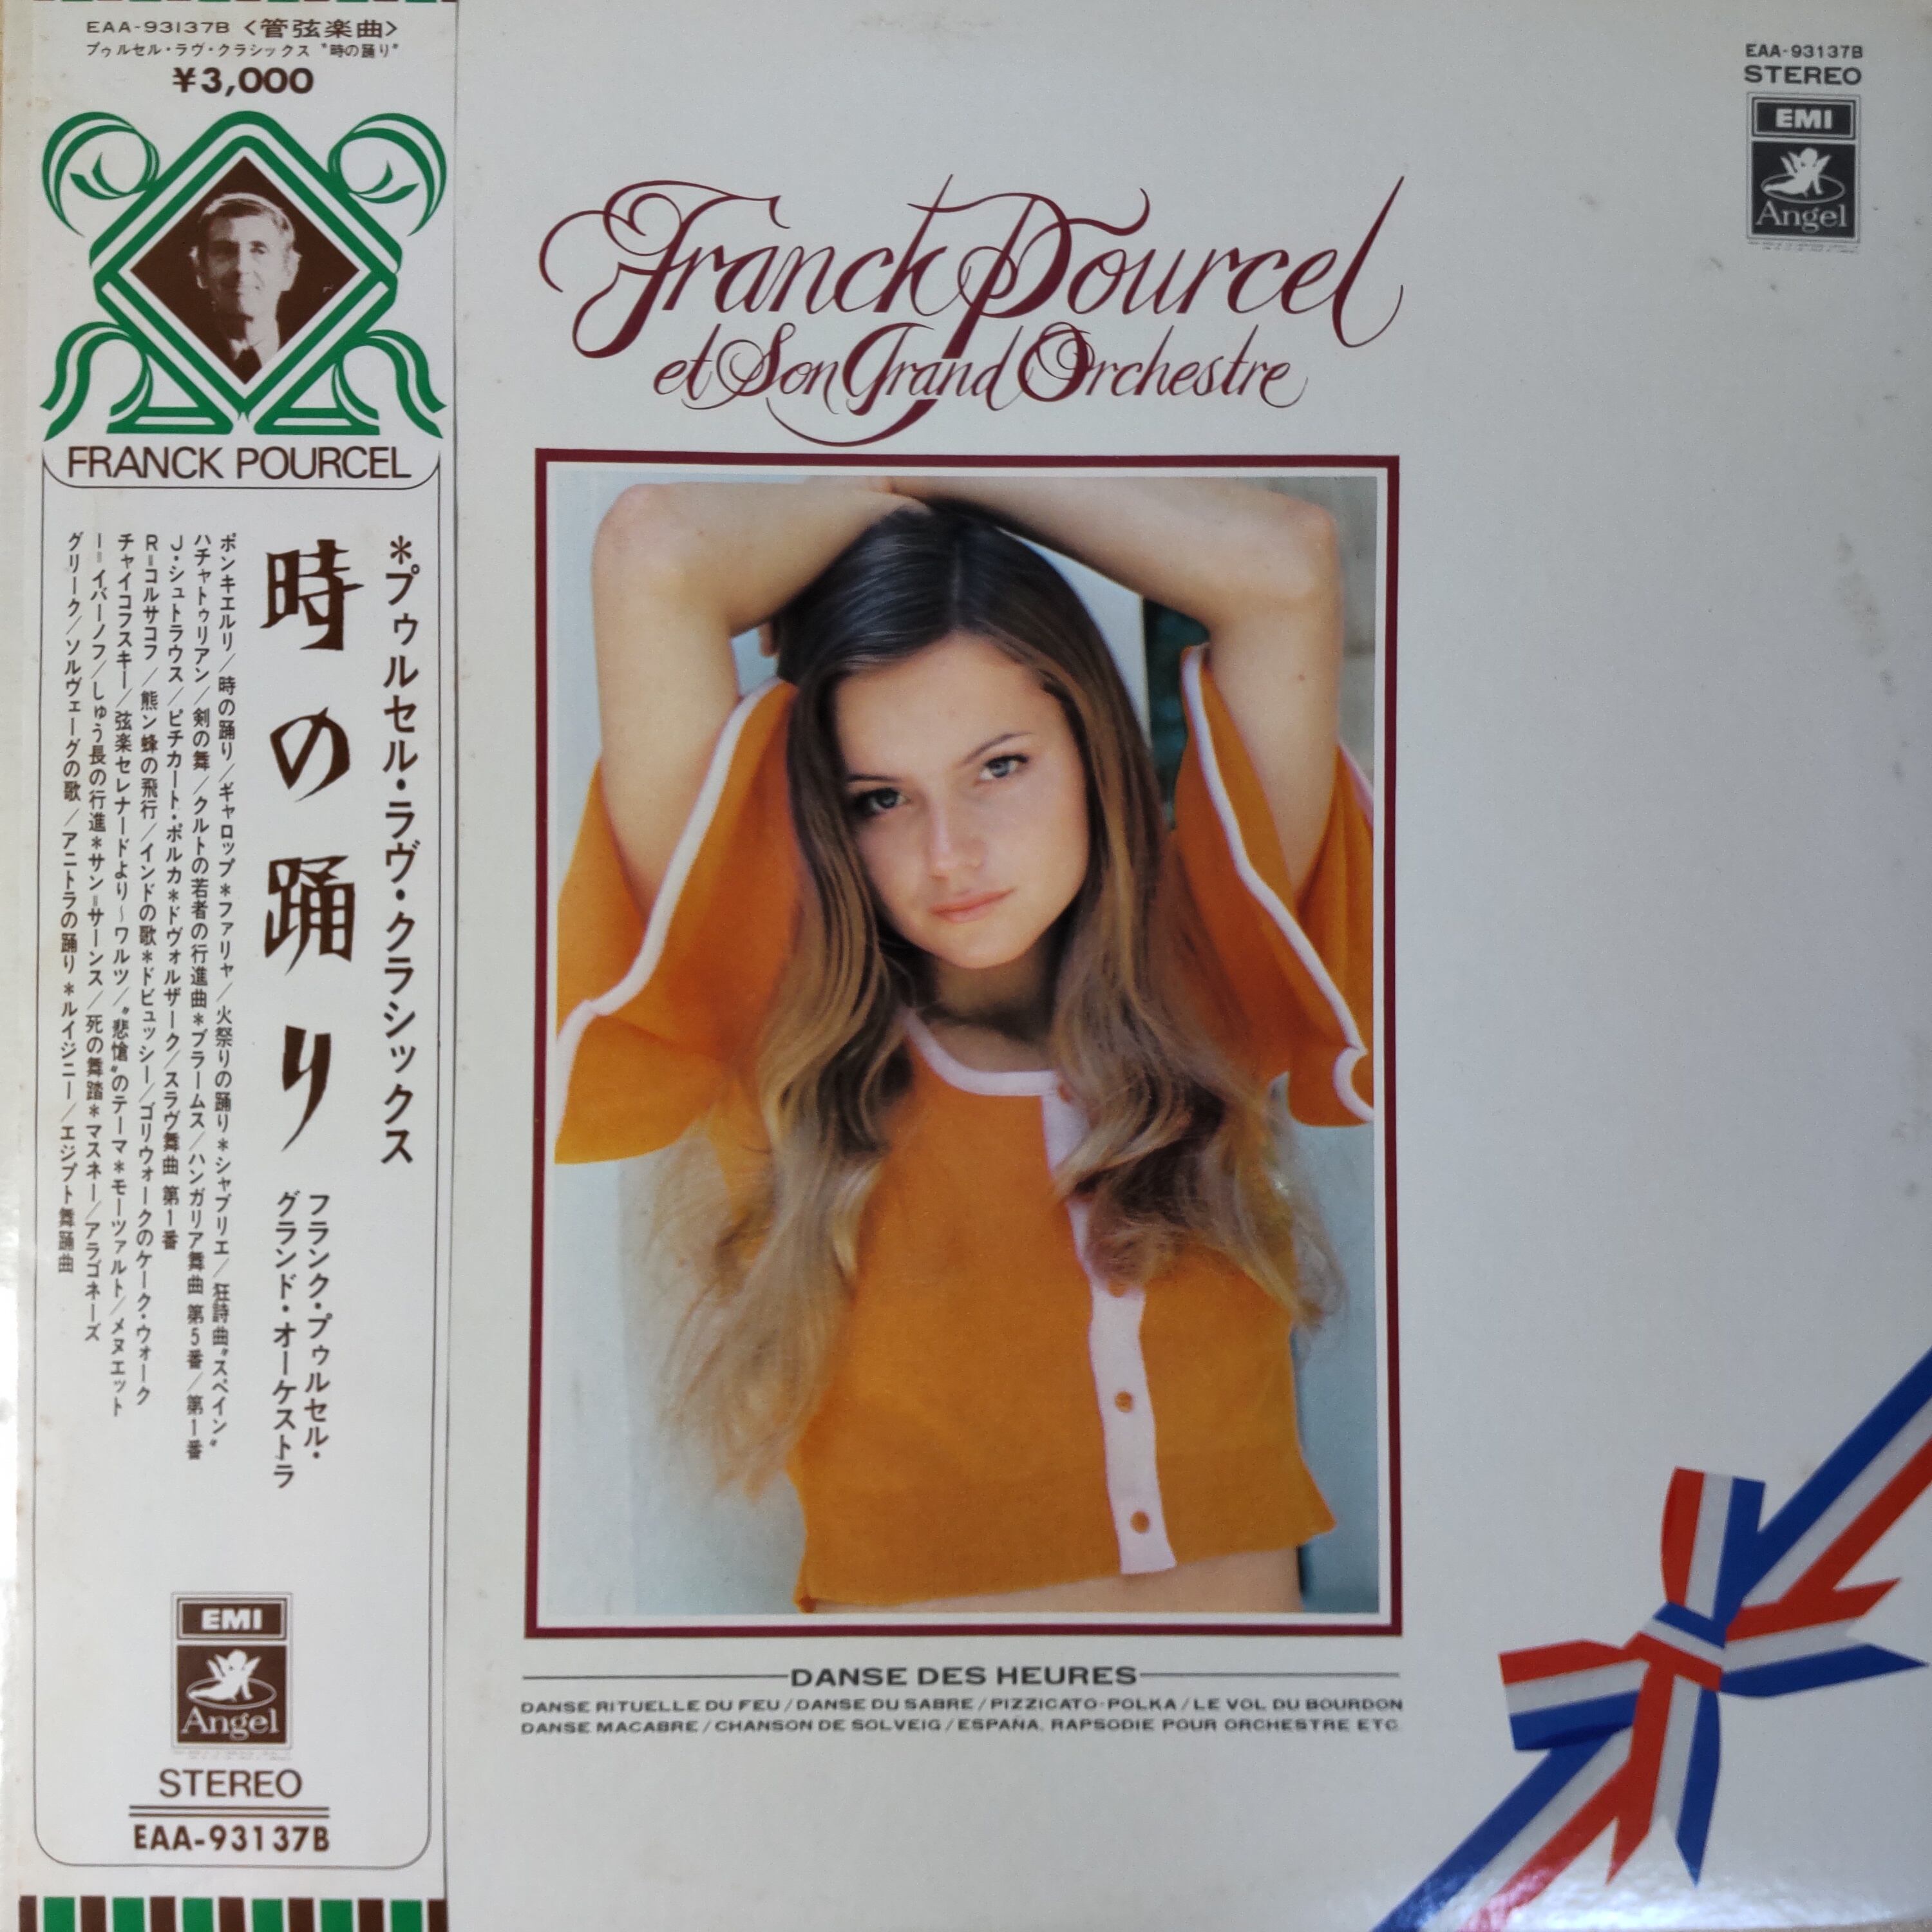 EAA-93137B <管弦楽曲>
プゥルセル・ラヴ・クラシックス "時の踊り"
¥3,000
FRANCK POURCEL
*プゥルセル・ラヴ・クラシックス
時の踊り
フランク・プゥルセル・
グランド・オーケストラ
ポンキエルリ/時の踊り/ギャロップ*ファリャ/火祭りの踊り*シャブリエ/狂詩曲"スペイン"
ハチャトゥリアン/剣の舞/クルトの若者の行進曲*ブラームス/ハンガリア舞曲 第5番/第1番
J・シュトラウス/ピチカート・ポルカ*ドヴォルザーク/スラヴ舞曲 第1番
R=コルサコフ/熊ン蜂の飛行/インドの歌*ドビュッシー/ゴリウォークのケーク・ウォーク
チャイコフスキー/弦楽セレナードより〜ワルツ/"悲愴"のテーマ*モーツァルト/メヌエット
I=イバーノフ/しゅう長の行進*サン=サーンス/死の舞踏*マスネー/アラゴネーズ
グリーク/ソルヴェーグの歌/アニトラの踊り*ルイジニー/エジプト舞踊曲
EMI
Angel
STEREO
EAA-93137B
EAA-93137B
STEREO
EMI
Angel
Franck Pourcel
et Son Grand Orchestre
DANSE DES HEURES
DANSE RITUELLE DU FEU/DANSE DU SABRE/PIZZICATO-POLKA/LE VOL DU BOURDON
DANSE MACABRE/CHANSON DE SOLVEIG/ESPAÑA, RAPSODIE POUR ORCHESTRE ETC.